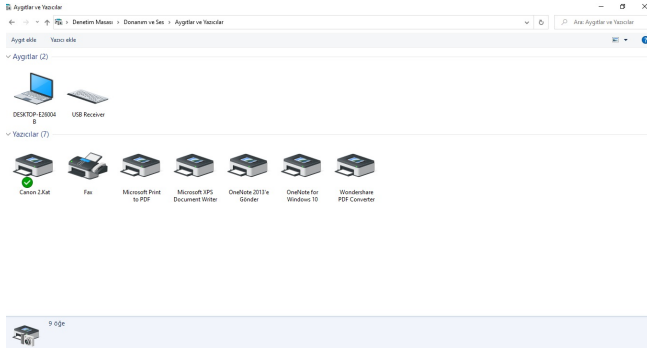 Aygıtlar ve Yazıcılar
Denetim Masası › Donanım ve Ses › Aygıtlar ve Yazıcılar
Ara: Aygıtlar ve Yazıcılar
Aygıt ekle Yazıcı ekle
Aygıtlar (2)
DESKTOP-E26004
B
USB Receiver
Yazıcılar (7)
Canon 2.Kat
Fax
Microsoft Print
to PDF
Microsoft XPS
Document Writer
OneNote 2013'e
Gönder
OneNote for
Windows 10
Wondershare
PDF Converter
9 öğe